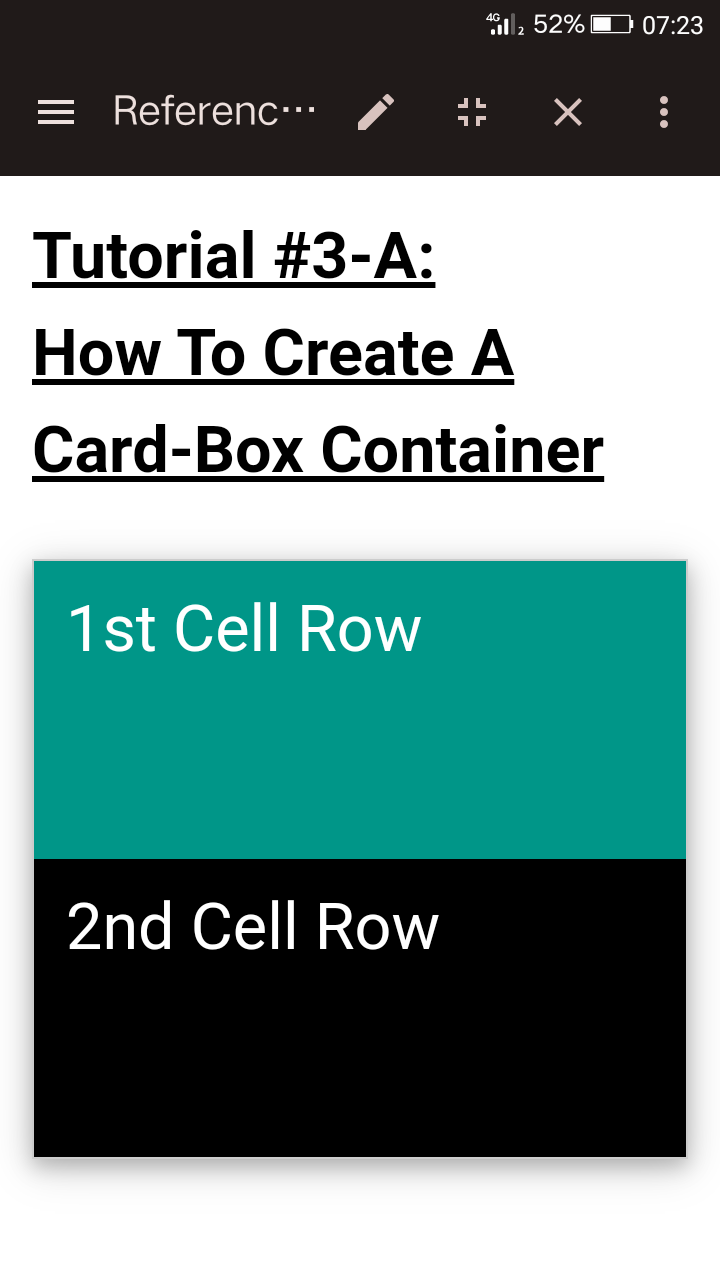 4G 2 52% 07:23
Referenc···
Tutorial #3-A:
How To Create A
Card-Box Container
1st Cell Row
2nd Cell Row